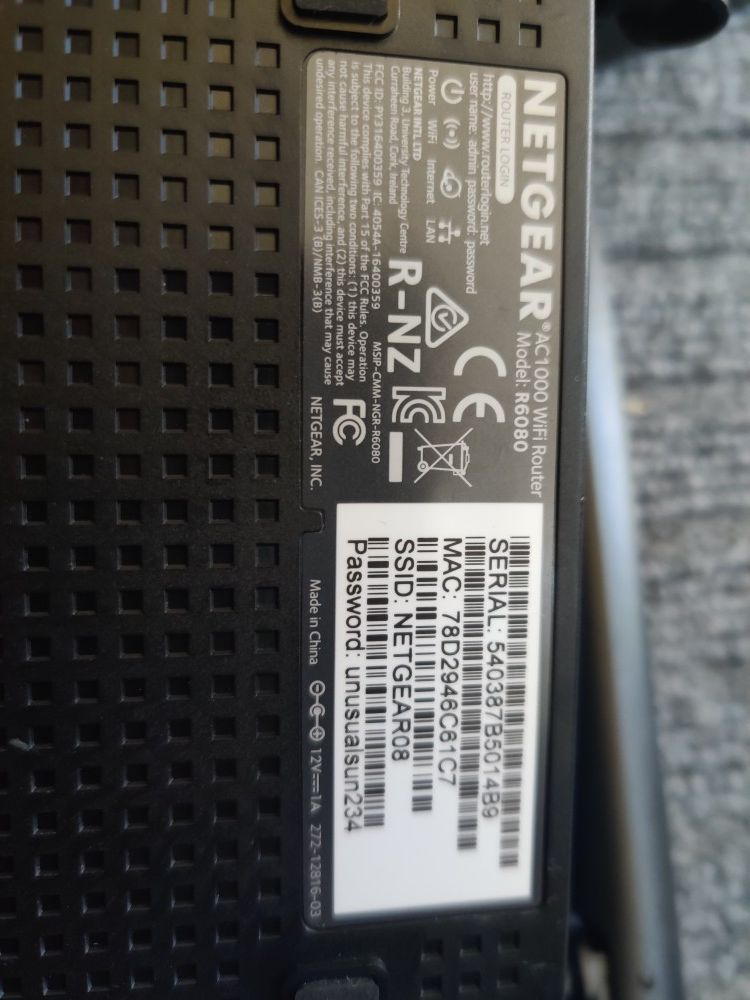 NETGEAR® AC1000 WiFi Router
Model: R6080
ROUTER LOGIN
http://www.routerlogin.net
user name: admin password: password
Power WiFi Internet LAN
NETGEAR INTL LTD
Building 3, University Technology Centre
Curraheen Road, Cork, Ireland
R-NZ
CE
FCC ID: PY316400359 IC: 4054A-16400359
MSIP-CMM-NGR-R6080
This device complies with Part 15 of the FCC Rules. Operation
is subject to the following two conditions: (1) this device may
not cause harmful interference, and (2) this device must accept
any interference received, including interference that may cause
undesired operation. CAN ICES-3 (B)/NMB-3(B)
FC
NETGEAR, INC.
SERIAL: 540387B5014B9
MAC: 78D2946C61C7
SSID: NETGEAR08
Password: unusualsun234
Made in China
12V 1A
272-12816-03